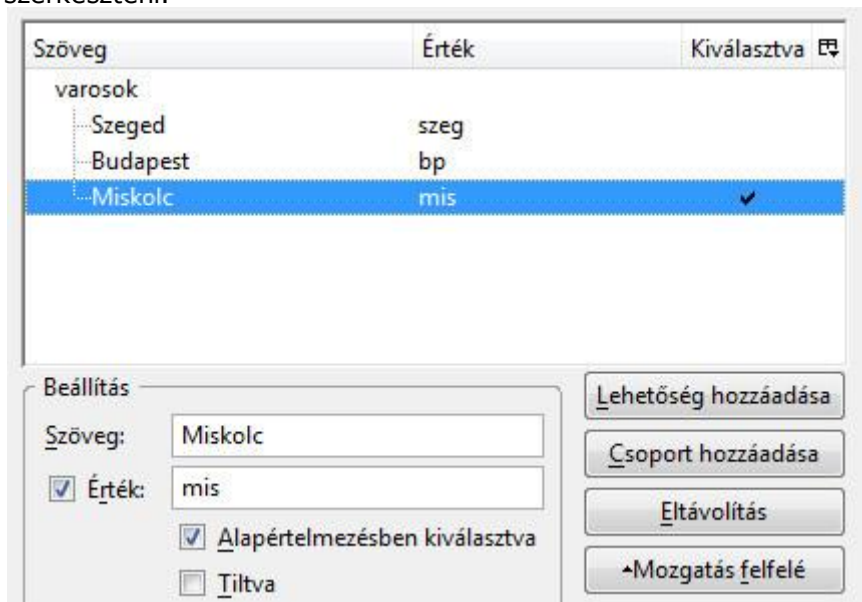 szerkeszteni.
Szöveg Érték Kiválasztva
varosok
Szeged szeg
Budapest bp
Miskolc mis
Beállítás
Szöveg: Miskolc
Érték: mis
Alapértelmezésben kiválasztva
Tiltva
Lehetőség hozzáadása
Csoport hozzáadása
Eltávolítás
Mozgatás felfelé